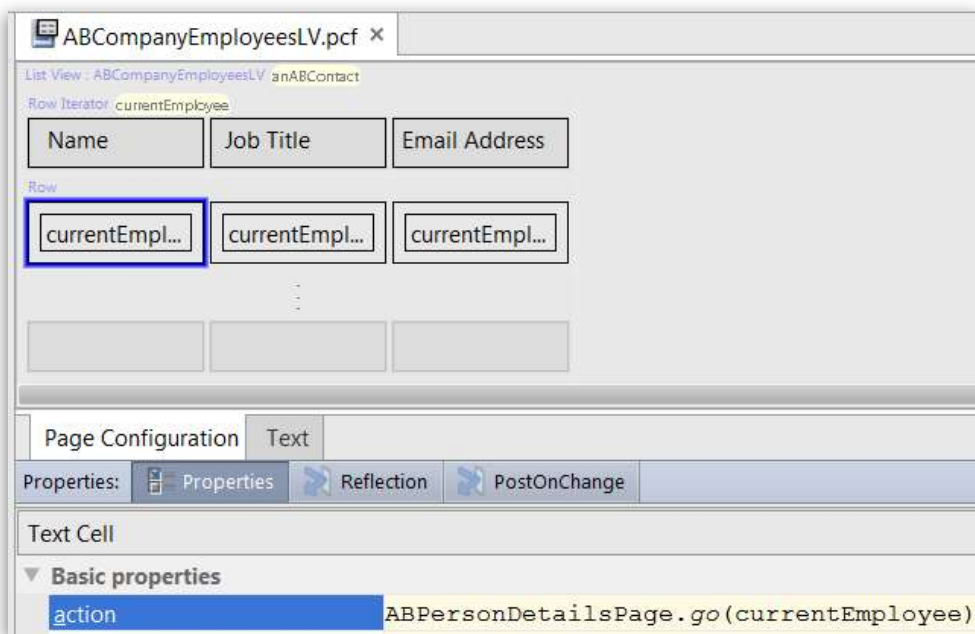 ABCompanyEmployeesLV.pcf ×
List View : ABCompanyEmployeesLV anABContact
Row Iterator currentEmployee
Name Job Title Email Address
Row
currentEmpl... currentEmpl... currentEmpl...
Page Configuration Text
Properties: Properties Reflection PostOnChange
Text Cell
Basic properties
action ABPersonDetailsPage.go(currentEmployee)